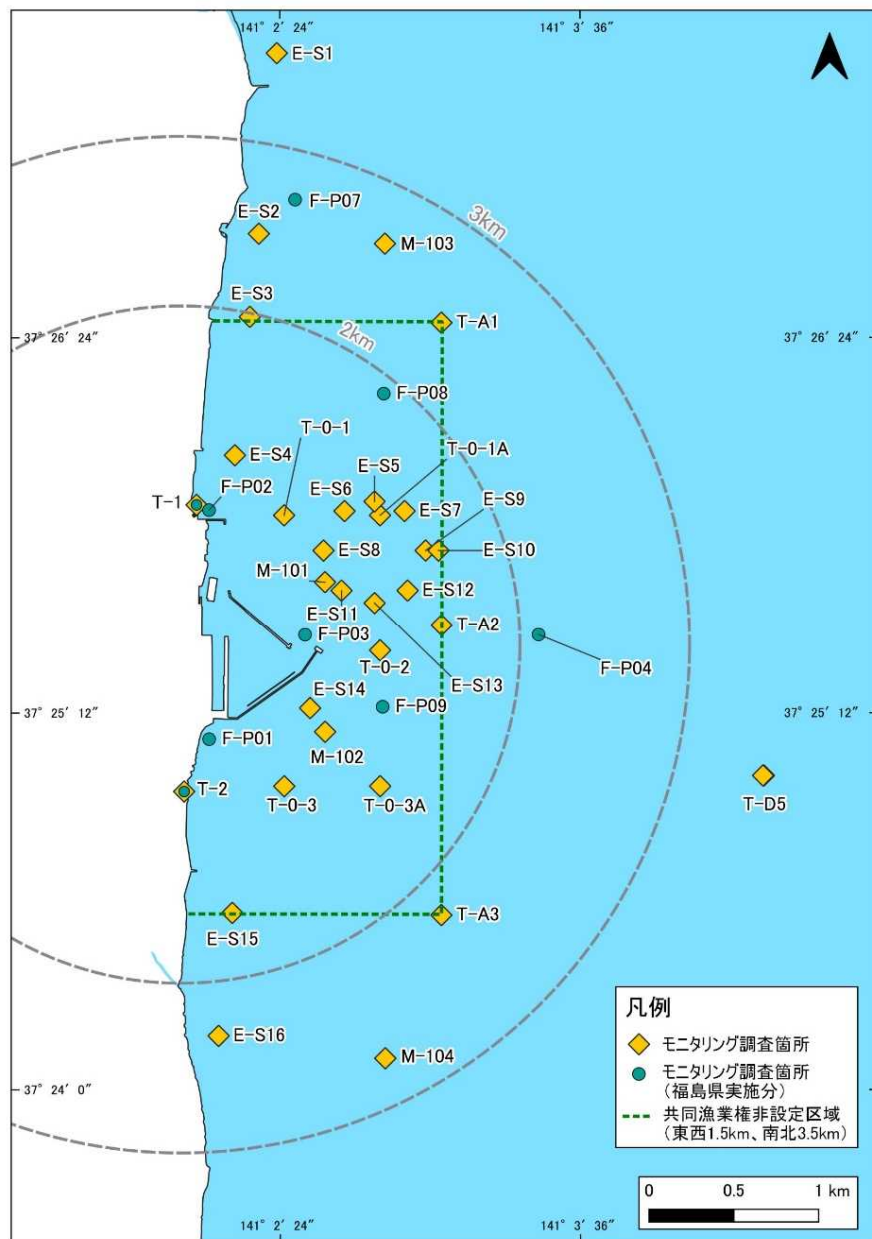 141° 2′ 24″
141° 3′ 36″
E-S1
F-P07
E-S2
M-103
3km
E-S3
T-A1
2km
37° 26′ 24″
37° 26′ 24″
F-P08
T-0-1
T-0-1A
E-S4
E-S5
E-S9
T-1
F-P02
E-S6
E-S7
E-S8
E-S10
M-101
E-S12
E-S11
T-A2
F-P03
F-P04
T-0-2
E-S13
E-S14
F-P09
37° 25′ 12″
37° 25′ 12″
F-P01
M-102
T-2
T-0-3
T-0-3A
T-D5
T-A3
E-S15
凡例
E-S16
モニタリング調査箇所
M-104
モニタリング調査箇所
(福島県実施分)
37° 24′ 0″
共同漁業権非設定区域
(東西1.5km、南北3.5km)
0 0.5 1 km
141° 2′ 24″
141° 3′ 36″